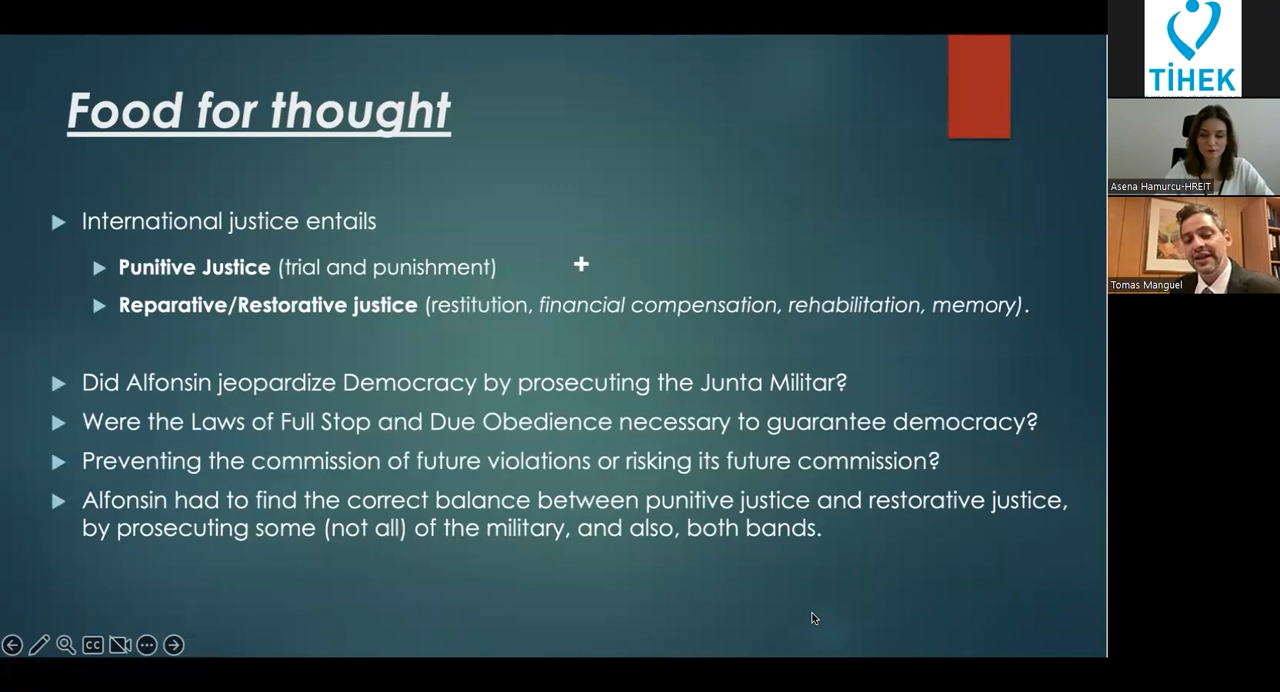 Food for thought
International justice entails
Punitive Justice (trial and punishment) +
Reparative/Restorative justice (restitution, financial compensation, rehabilitation, memory).
Did Alfonsin jeopardize Democracy by prosecuting the Junta Militar?
Were the Laws of Full Stop and Due Obedience necessary to guarantee democracy?
Preventing the commission of future violations or risking its future commission?
Alfonsin had to find the correct balance between punitive justice and restorative justice,
by prosecuting some (not all) of the military, and also, both bands.
CC
TİHEK
Asena Hamurcu-HREIT
Tomas Manguel